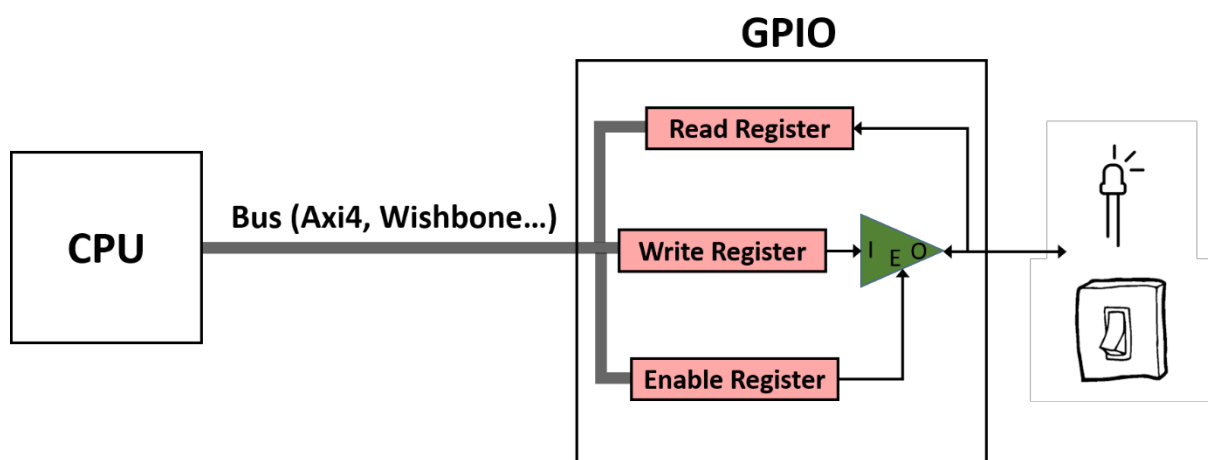 GPIO
Read Register
CPU
Bus (Axi4, Wishbone...)
Write Register
I E O
Enable Register